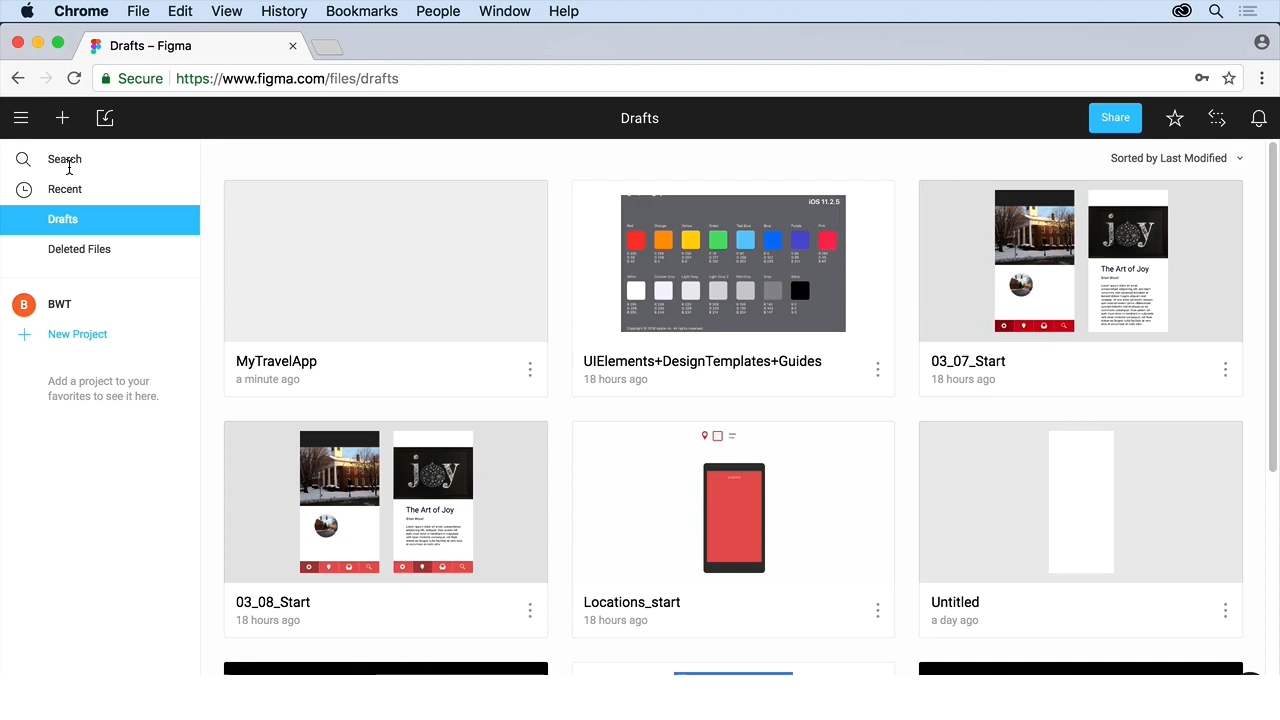 Chrome File Edit View History Bookmarks People Window Help
Drafts – Figma
Secure https://www.figma.com/files/drafts
Drafts
Share
Search
Recent
Drafts
Deleted Files
B BWT
New Project
Add a project to your
favorites to see it here.
Sorted by Last Modified
iOS 11.2.5
MyTravelApp
a minute ago
UIElements+DesignTemplates+Guides
18 hours ago
joy
The Art of Joy
03_07_Start
18 hours ago
joy
The Art of Joy
03_08_Start
18 hours ago
Locations_start
18 hours ago
Untitled
a day ago